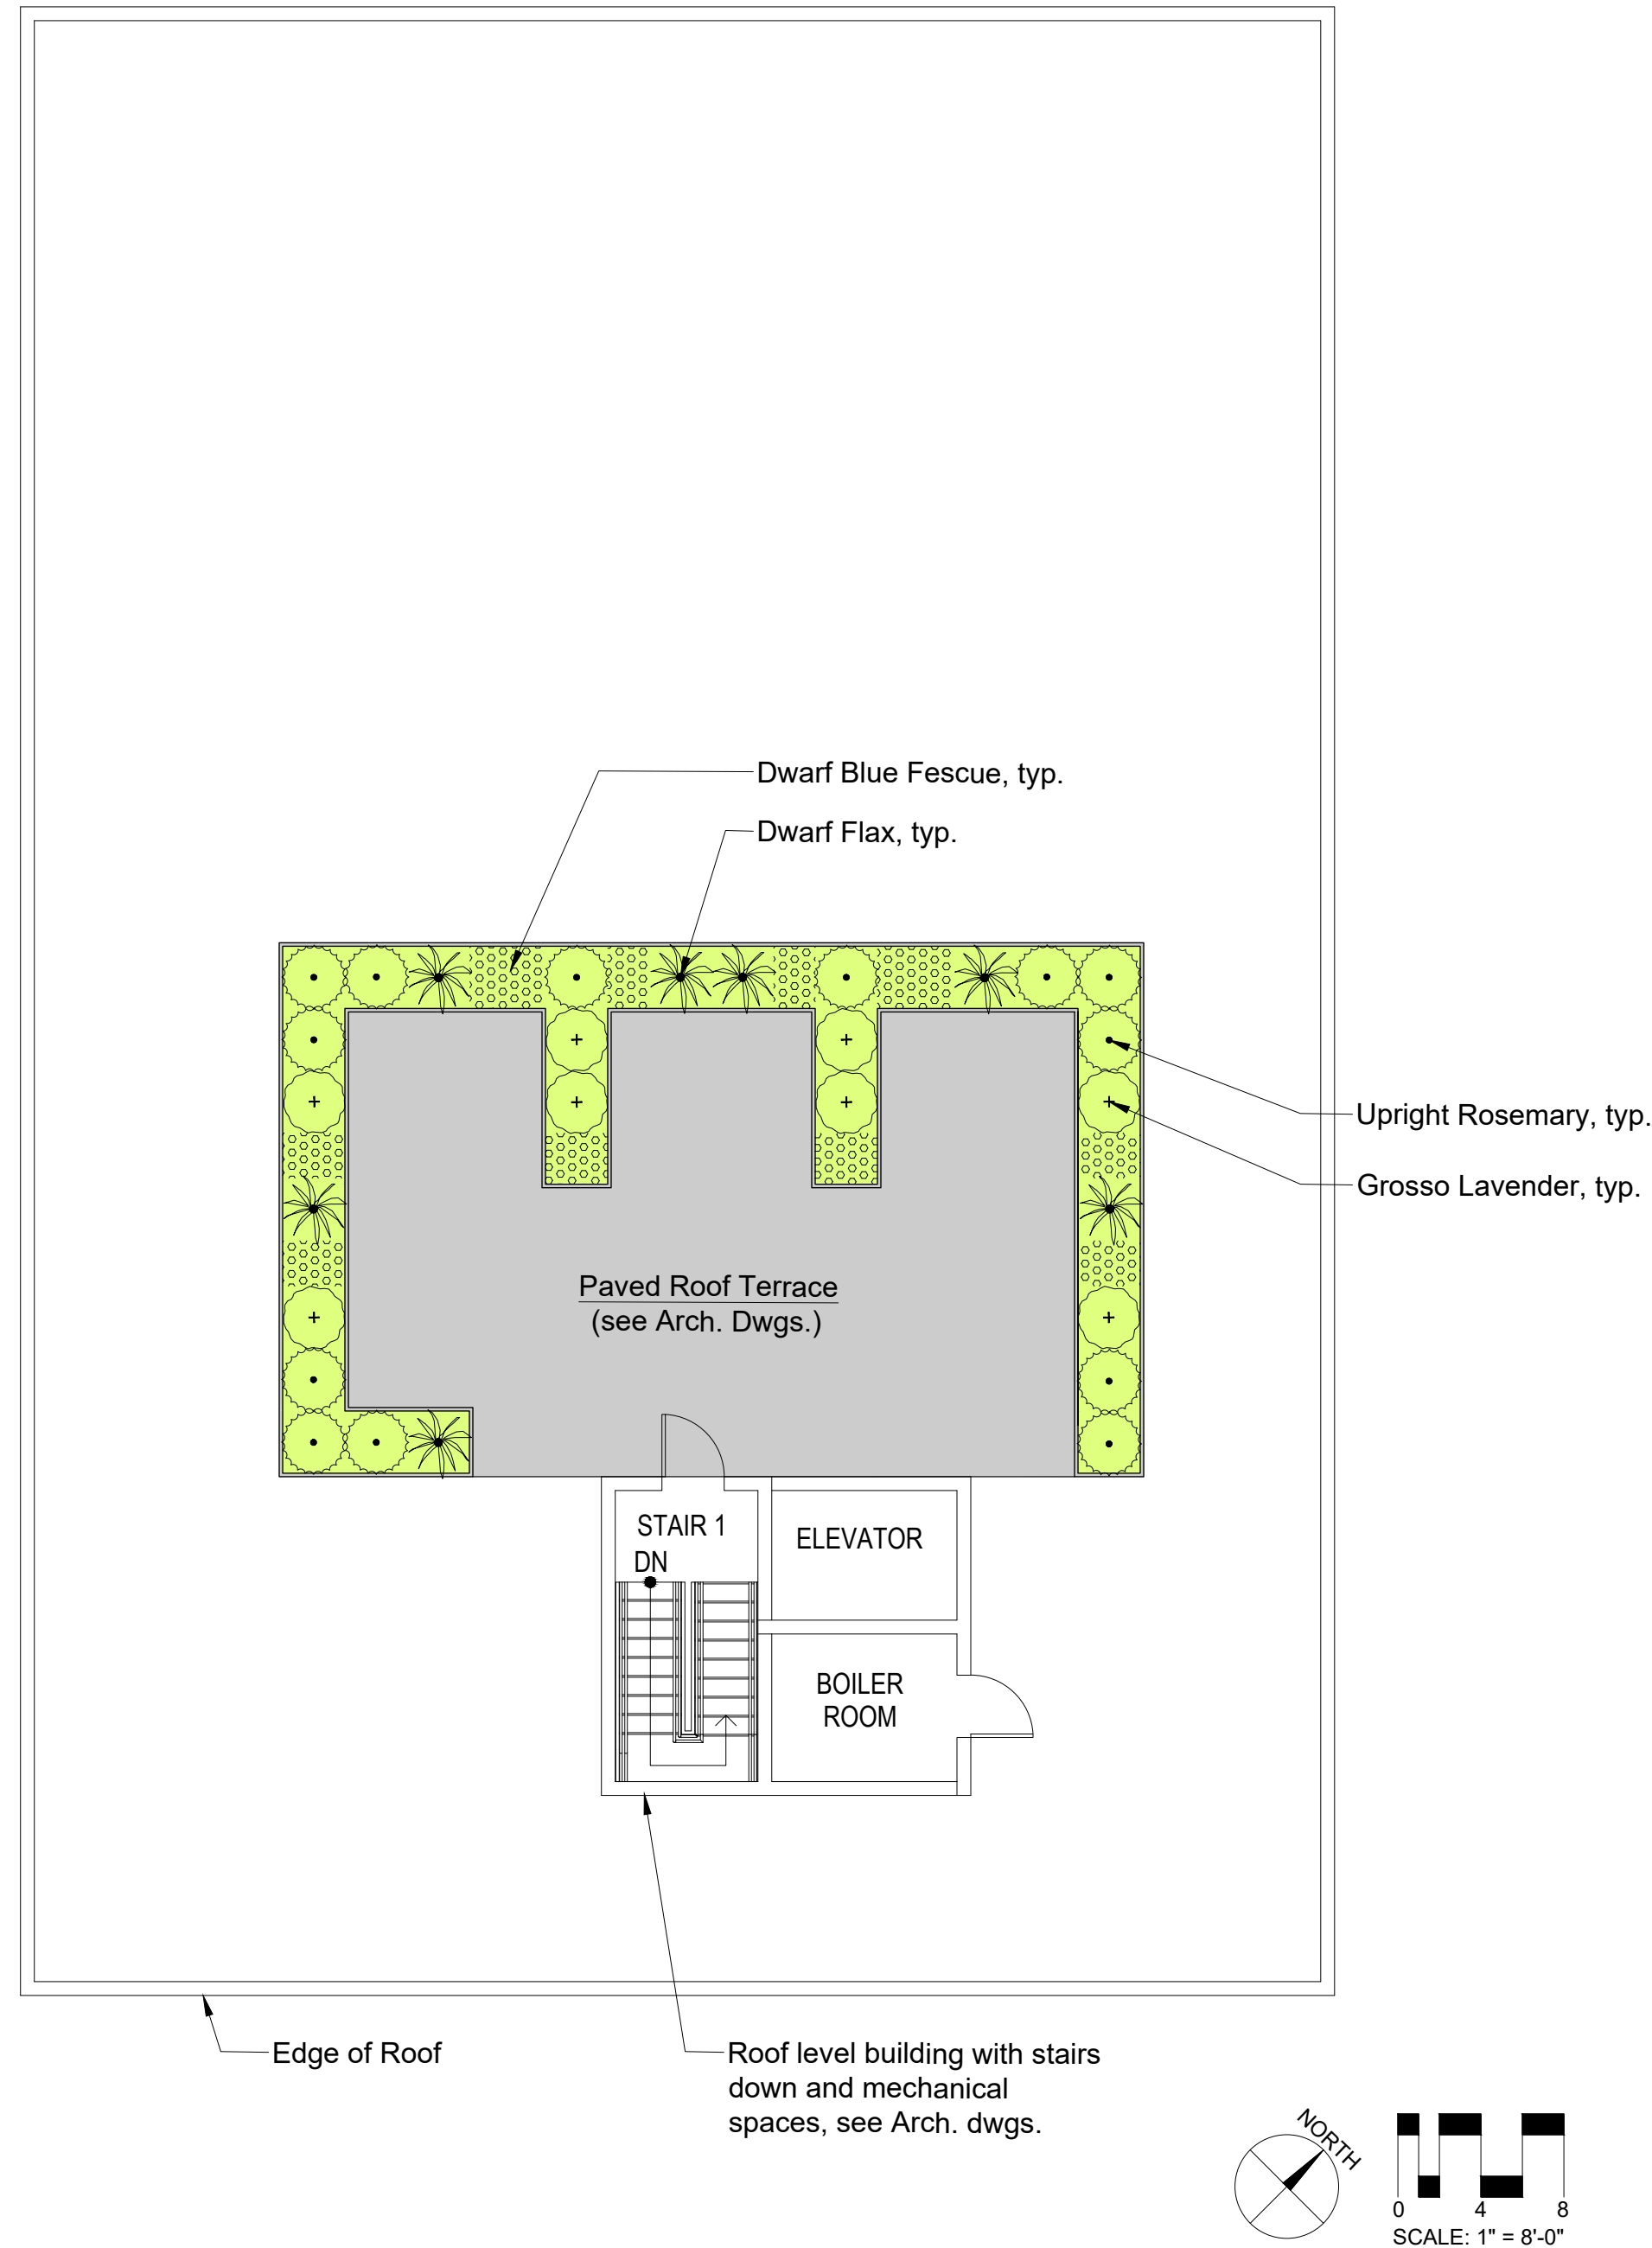 Dwarf Blue Fescue, typ.
Dwarf Flax, typ.
Upright Rosemary, typ.
Grosso Lavender, typ.
Paved Roof Terrace
(see Arch. Dwgs.)
STAIR 1
DN
ELEVATOR
BOILER
ROOM
Edge of Roof
Roof level building with stairs
down and mechanical
spaces, see Arch. dwgs.
NORTH
0 4 8
SCALE: 1" = 8'-0"